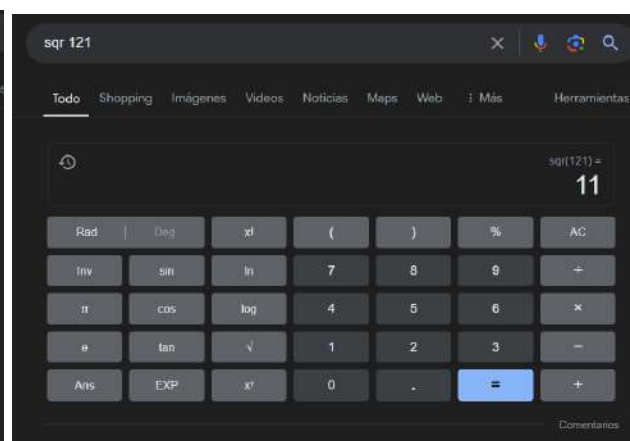 sqr 121
Todo Shopping Imágenes Videos Noticias Maps Web Más Herramientas
sqr(121) =
11
Rad Deg x! ( ) % AC
Inv sin ln 7 8 9 ÷
π cos log 4 5 6 ×
e tan √ 1 2 3 −
Ans EXP xʸ 0 . = +
Comentarios